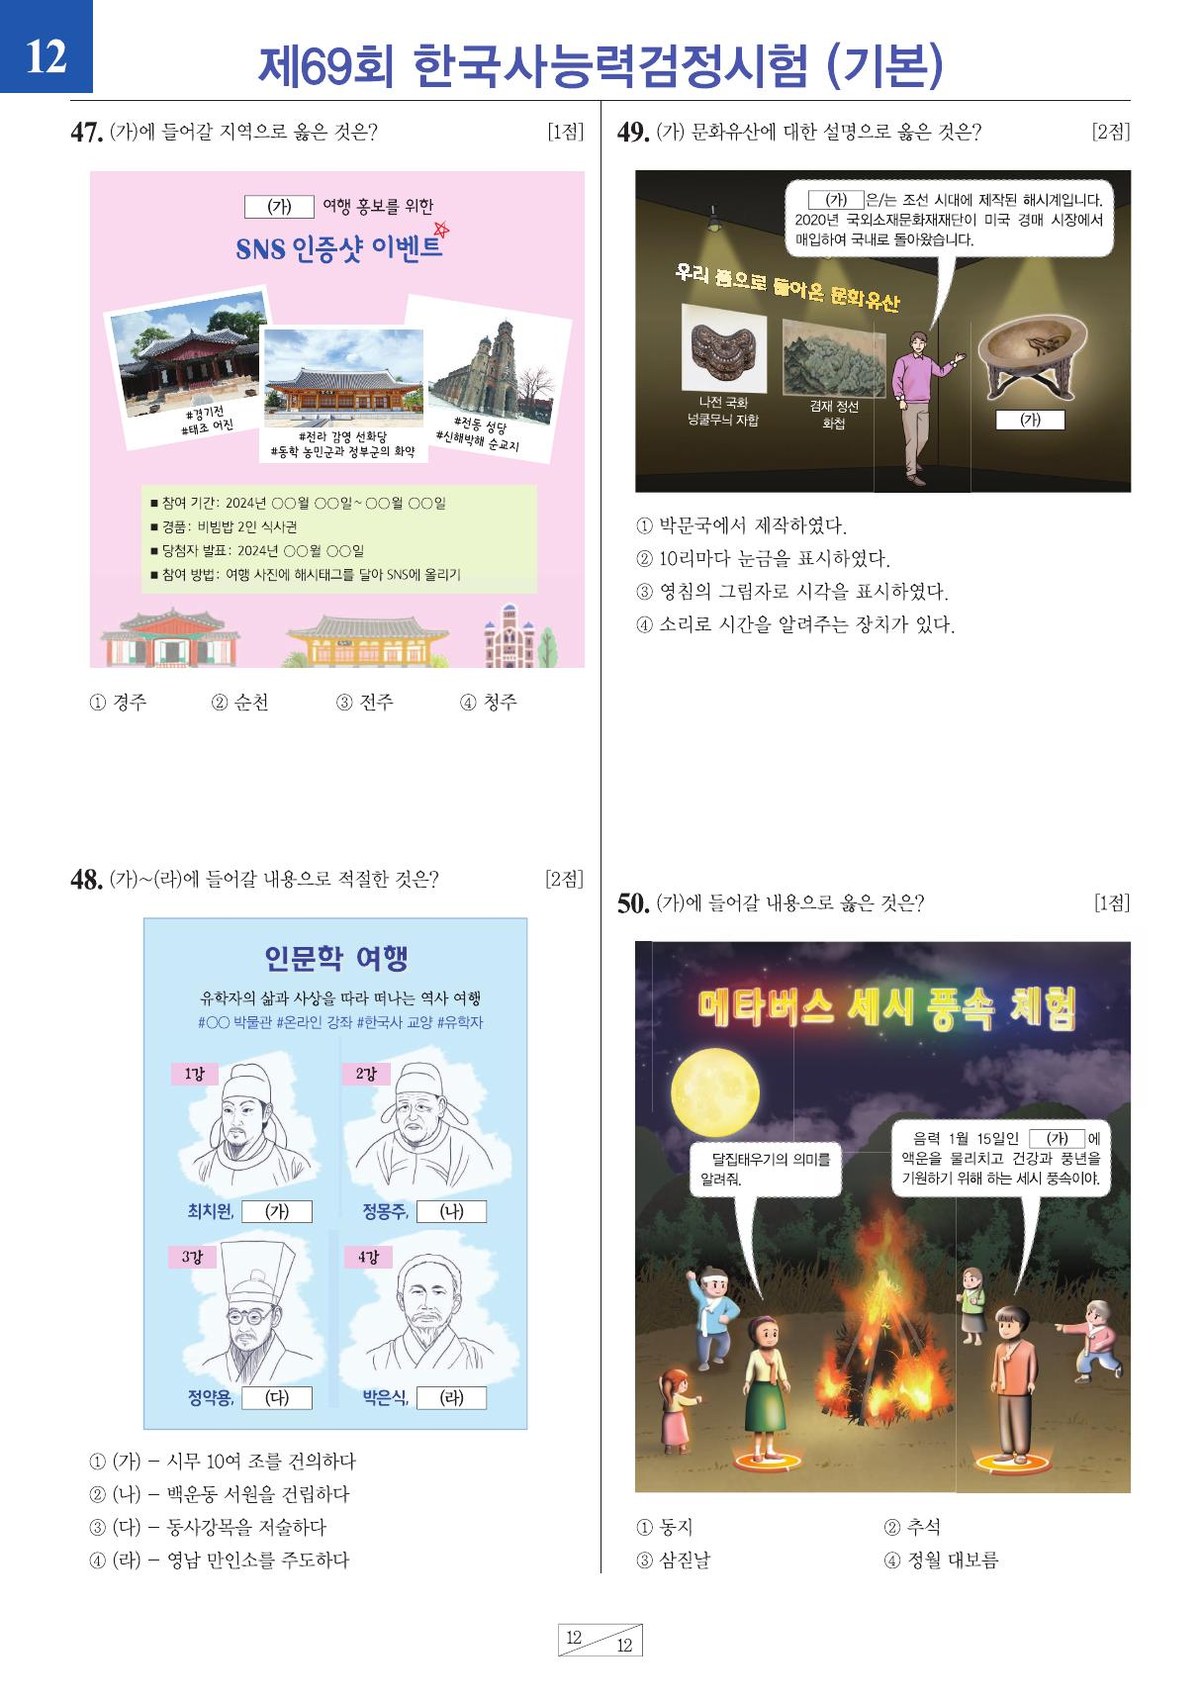 12
제69회 한국사능력검정시험 (기본)
47. (가)에 들어갈 지역으로 옳은 것은? [1점]
(가) 여행 홍보를 위한
SNS 인증샷 이벤트
#경기전
#태조 어진
#전라 감영 선화당
#동학 농민군과 정부군의 화약
#전동 성당
#신해박해 순교지
■ 참여 기간: 2024년 ○○월 ○○일~○○월 ○○일
■ 경품: 비빔밥 2인 식사권
■ 당첨자 발표: 2024년 ○○월 ○○일
■ 참여 방법: 여행 사진에 해시태그를 달아 SNS에 올리기
① 경주 ② 순천 ③ 전주 ④ 청주
48. (가)~(라)에 들어갈 내용으로 적절한 것은? [2점]
인문학 여행
유학자의 삶과 사상을 따라 떠나는 역사 여행
#○○ 박물관 #온라인 강좌 #한국사 교양 #유학자
1강
최치원, (가)
2강
정몽주, (나)
3강
정약용, (다)
4강
박은식, (라)
① (가) - 시무 10여 조를 건의하다
② (나) - 백운동 서원을 건립하다
③ (다) - 동사강목을 저술하다
④ (라) - 영남 만인소를 주도하다
49. (가) 문화유산에 대한 설명으로 옳은 것은? [2점]
(가) 은/는 조선 시대에 제작된 해시계입니다.
2020년 국외소재문화재재단이 미국 경매 시장에서
매입하여 국내로 돌아왔습니다.
우리 품으로 돌아온 문화유산
나전 국화
넝쿨무늬 자합
겸재 정선
화첩
(가)
① 박문국에서 제작하였다.
② 10리마다 눈금을 표시하였다.
③ 영침의 그림자로 시각을 표시하였다.
④ 소리로 시간을 알려주는 장치가 있다.
50. (가)에 들어갈 내용으로 옳은 것은? [1점]
메타버스 세시 풍속 체험
달집태우기의 의미를
알려줘.
음력 1월 15일인 (가) 에
액운을 물리치고 건강과 풍년을
기원하기 위해 하는 세시 풍속이야.
① 동지 ② 추석
③ 삼짇날 ④ 정월 대보름
12
12